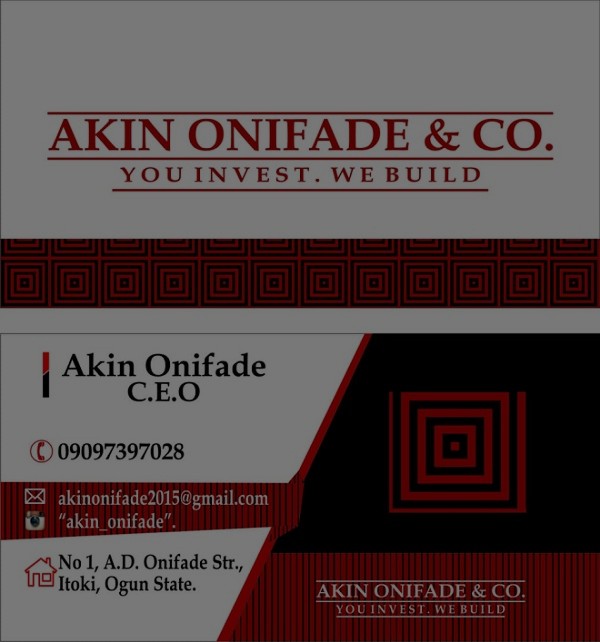 AKIN ONIFADE & CO.
YOU INVEST. WE BUILD
Akin Onifade
C.E.O
09097397028
akinonifade2015@gmail.com
“akin_onifade”.
No 1, A.D. Onifade Str.,
Itoki, Ogun State.
AKIN ONIFADE & CO.
YOU INVEST. WE BUILD